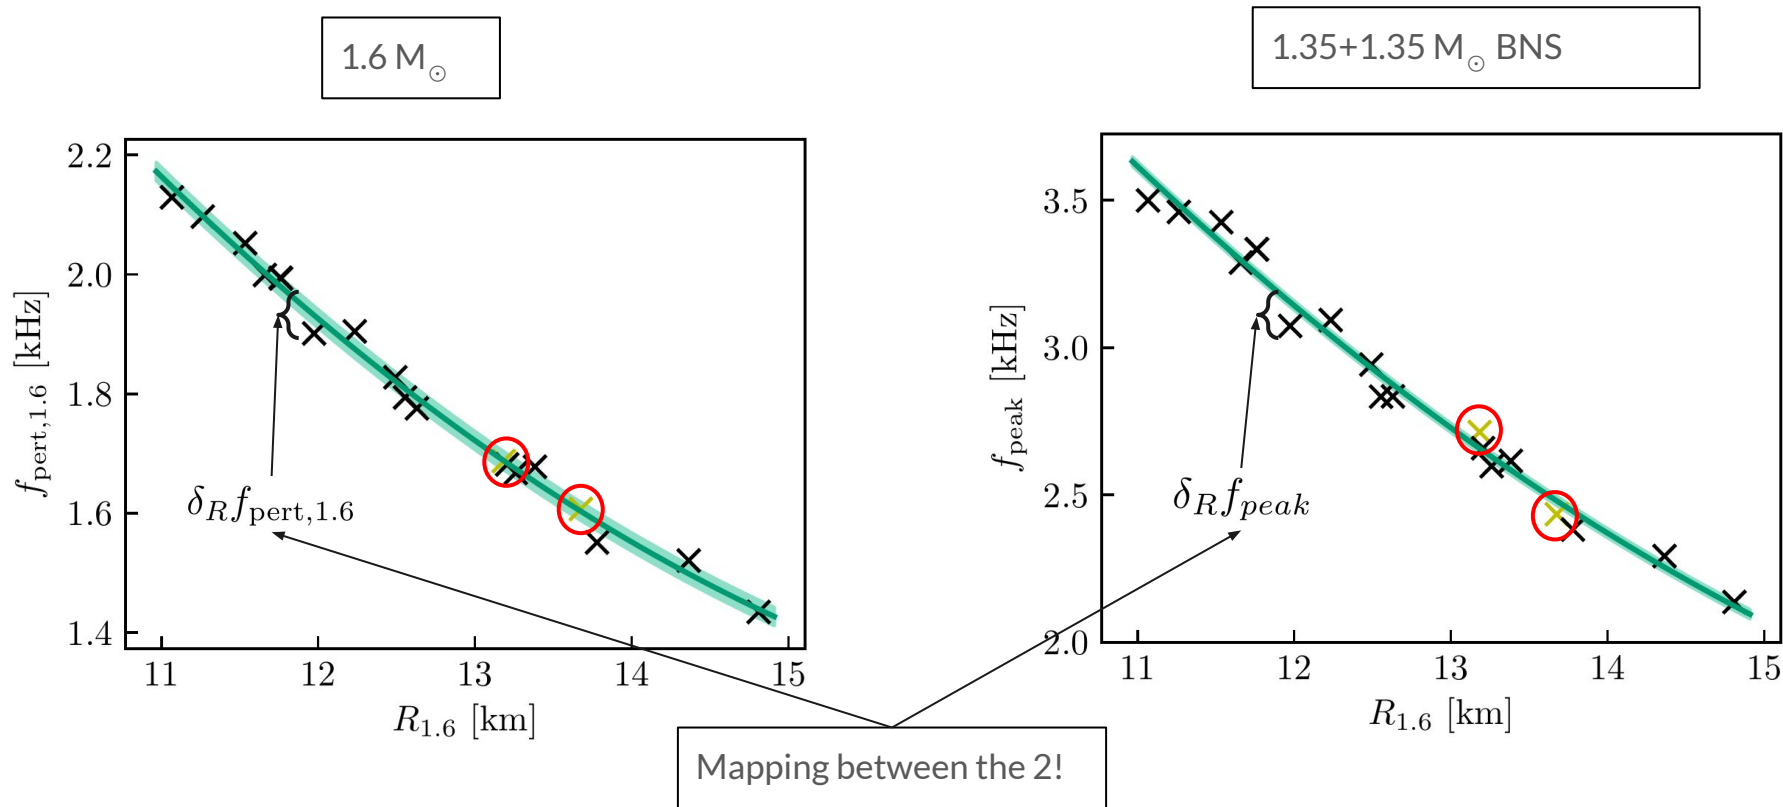 1.6 M⊙
1.35+1.35 M⊙ BNS
2.2
2.0
1.8
1.6
1.4
f_pert,1.6 [kHz]
δ_R f_pert,1.6
11 12 13 14 15
R_1.6 [km]
3.5
3.0
2.5
2.0
f_peak [kHz]
δ_R f_peak
11 12 13 14 15
R_1.6 [km]
Mapping between the 2!